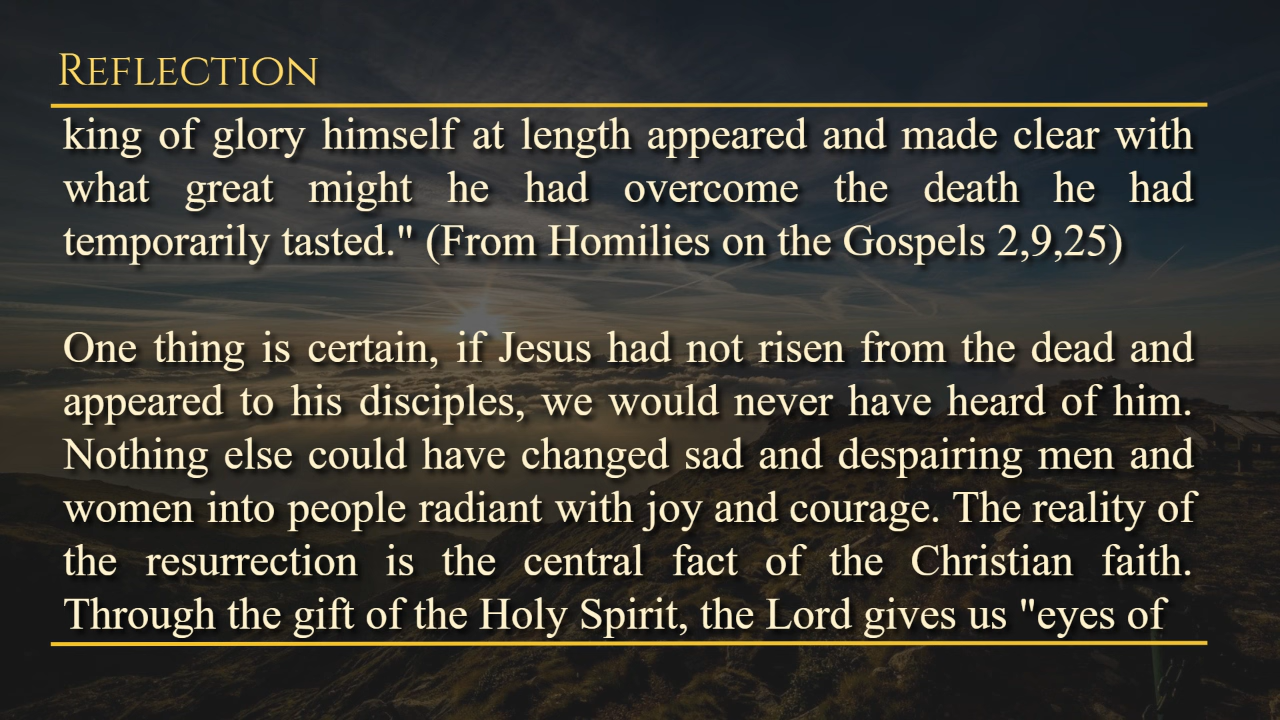 REFLECTION
king of glory himself at length appeared and made clear with
what great might he had overcome the death he had
temporarily tasted." (From Homilies on the Gospels 2,9,25)
One thing is certain, if Jesus had not risen from the dead and
appeared to his disciples, we would never have heard of him.
Nothing else could have changed sad and despairing men and
women into people radiant with joy and courage. The reality of
the resurrection is the central fact of the Christian faith.
Through the gift of the Holy Spirit, the Lord gives us "eyes of